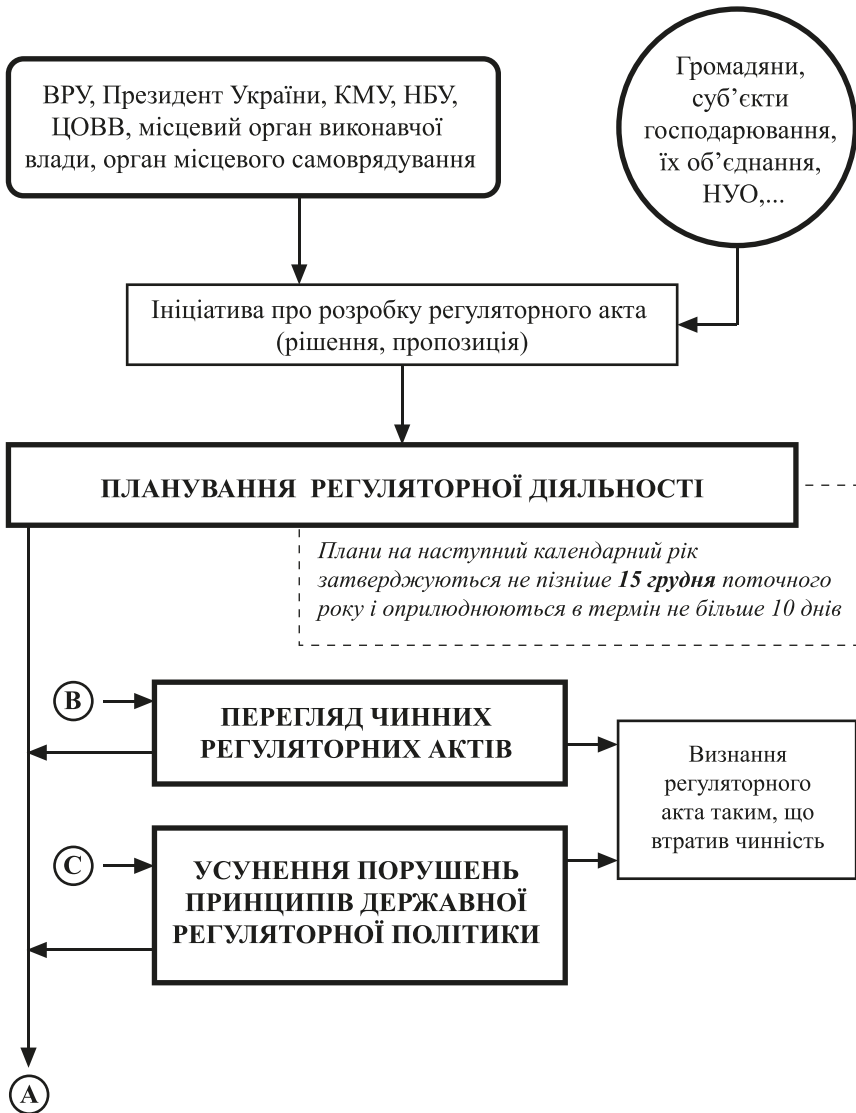 ВРУ, Президент України, КМУ, НБУ,
ЦОВВ, місцевий орган виконавчої
влади, орган місцевого самоврядування
Громадяни,
суб’єкти
господарювання,
їх об’єднання,
НУО,...
Ініціатива про розробку регуляторного акта
(рішення, пропозиція)
ПЛАНУВАННЯ РЕГУЛЯТОРНОЇ ДІЯЛЬНОСТІ
Плани на наступний календарний рік
затверджуються не пізніше 15 грудня поточного
року і оприлюднюються в термін не більше 10 днів
B
ПЕРЕГЛЯД ЧИННИХ
РЕГУЛЯТОРНИХ АКТІВ
Визнання
регуляторного
акта таким, що
втратив чинність
C
УСУНЕННЯ ПОРУШЕНЬ
ПРИНЦИПІВ ДЕРЖАВНОЇ
РЕГУЛЯТОРНОЇ ПОЛІТИКИ
A